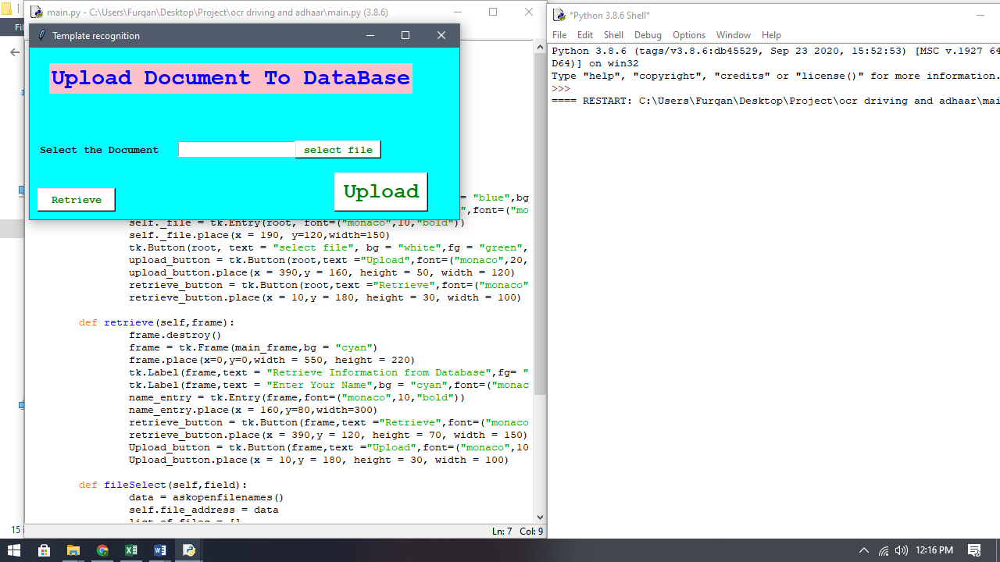 main.py - C:\Users\Furqan\Desktop\Project\ocr driving and adhaar\main.py (3.8.6)
Fi
Template recognition
Upload Document To DataBase
Select the Document
select file
Upload
Retrieve
= "blue",bg
",font=("mo
self._file = tk.Entry(root, font=("monaco",10,"bold"))
self._file.place(x = 190, y=120,width=150)
tk.Button(root, text = "select file", bg = "white",fg = "green",
upload_button = tk.Button(root,text ="Upload",font=("monaco",20,
upload_button.place(x = 390,y = 160, height = 50, width = 120)
retrieve_button = tk.Button(root,text ="Retrieve",font=("monaco"
retrieve_button.place(x = 10,y = 180, height = 30, width = 100)
def retrieve(self,frame):
frame.destroy()
frame = tk.Frame(main_frame,bg = "cyan")
frame.place(x=0,y=0,width = 550, height = 220)
tk.Label(frame,text = "Retrieve Information from Database",fg= "
tk.Label(frame,text = "Enter Your Name",bg = "cyan",font=("monac
name_entry = tk.Entry(frame,font=("monaco",10,"bold"))
name_entry.place(x = 160,y=80,width=300)
retrieve_button = tk.Button(frame,text ="Retrieve",font=("monaco
retrieve_button.place(x = 390,y = 120, height = 70, width = 150)
Upload_button = tk.Button(frame,text ="Upload",font=("monaco",10
Upload_button.place(x = 10,y = 180, height = 30, width = 100)
def fileSelect(self,field):
data = askopenfilenames()
self.file_address = data
list_of_files = []
Ln: 7 Col: 9
15 i
*Python 3.8.6 Shell*
File Edit Shell Debug Options Window Help
Python 3.8.6 (tags/v3.8.6:db45529, Sep 23 2020, 15:52:53) [MSC v.1927 64
D64)] on win32
Type "help", "copyright", "credits" or "license()" for more information.
>>>
==== RESTART: C:\Users\Furqan\Desktop\Project\ocr driving and adhaar\mai
12:16 PM